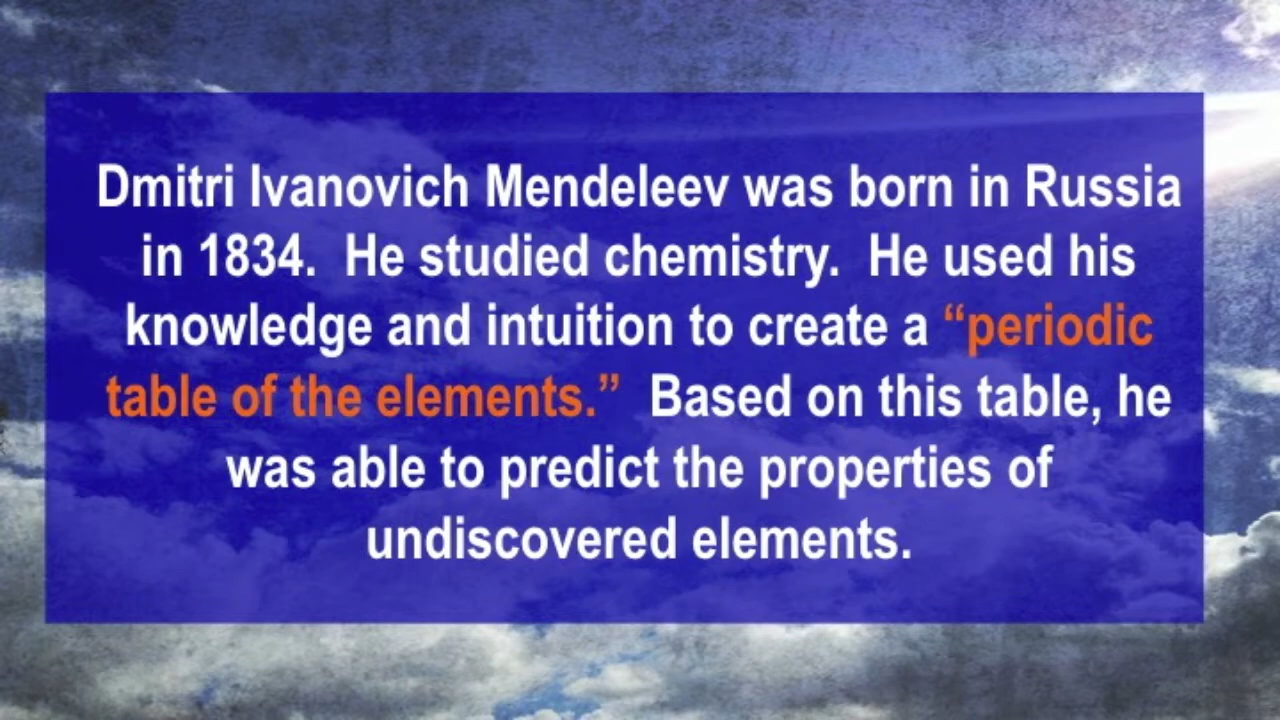 Dmitri Ivanovich Mendeleev was born in Russia
in 1834.  He studied chemistry.  He used his
knowledge and intuition to create a “periodic
table of the elements.”  Based on this table, he
was able to predict the properties of
undiscovered elements.